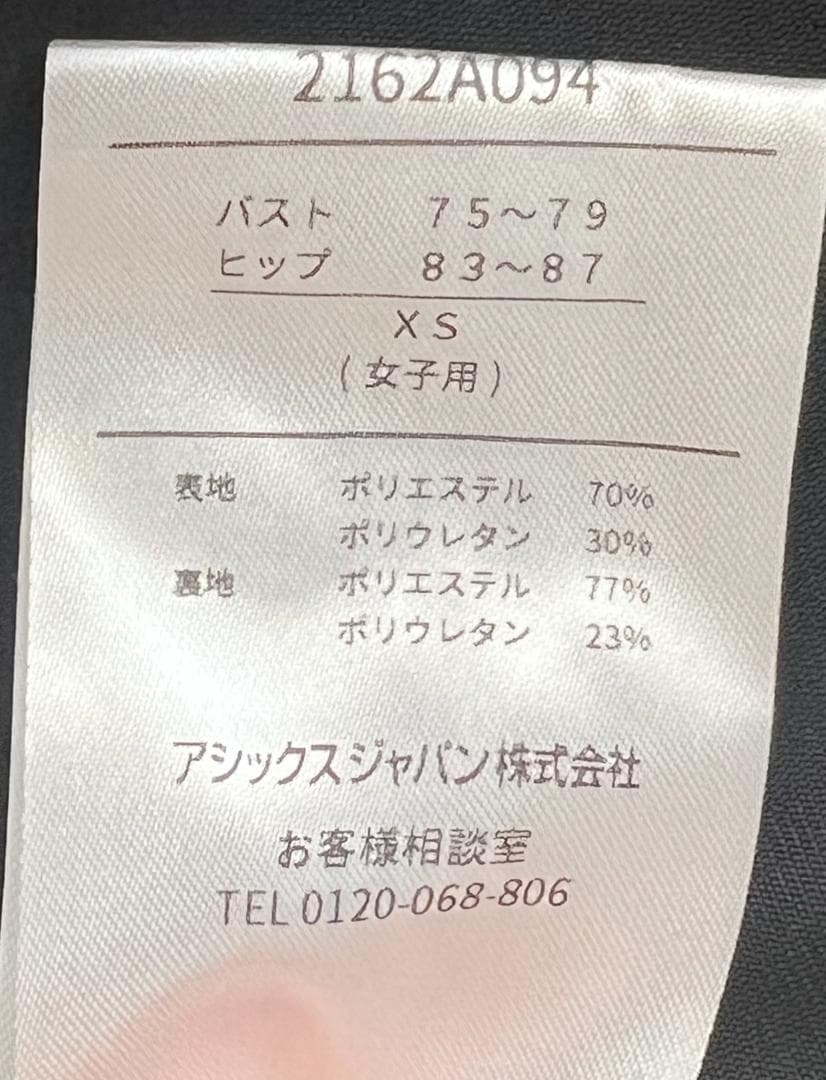 2162A094
バスト 75〜79
ヒップ 83〜87
XS
(女子用)
表地 ポリエステル 70%
ポリウレタン 30%
裏地 ポリエステル 77%
ポリウレタン 23%
アシックスジャパン株式会社
お客様相談室
TEL 0120-068-806